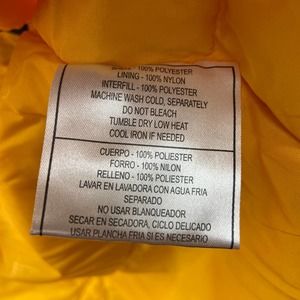 SHELL - 100% POLYESTER
LINING - 100% NYLON
INTERFILL - 100% POLYESTER
MACHINE WASH COLD, SEPARATELY
DO NOT BLEACH
TUMBLE DRY LOW HEAT
COOL IRON IF NEEDED
CUERPO - 100% POLIESTER
FORRO - 100% NILON
RELLENO - 100% POLIESTER
LAVAR EN LAVADORA CON AGUA FRIA
SEPARADO
NO USAR BLANQUEADOR
SECAR EN SECADORA, CICLO DELICADO
USAR PLANCHA FRIA SI ES NECESARIO